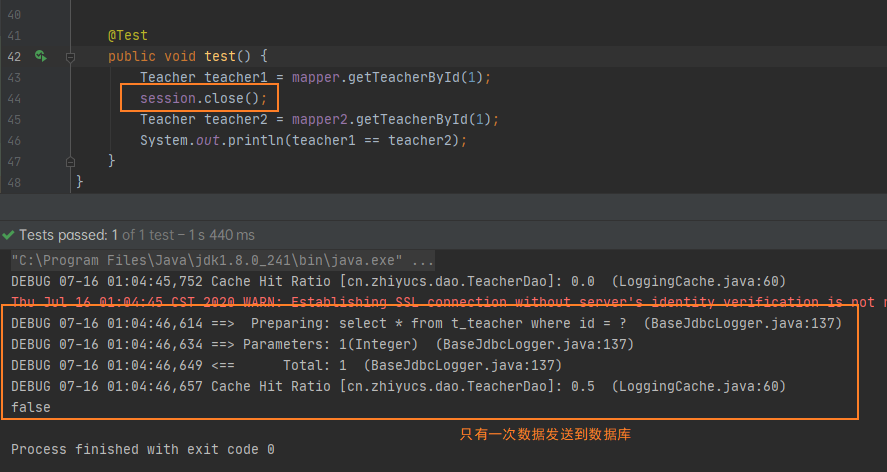 40
41 @Test
42 public void test() {
43 Teacher teacher1 = mapper.getTeacherById(1);
44 session.close();
45 Teacher teacher2 = mapper2.getTeacherById(1);
46 System.out.println(teacher1 == teacher2);
47 }
48 }
Tests passed: 1 of 1 test – 1 s 440 ms
"C:\Program Files\Java\jdk1.8.0_241\bin\java.exe" ...
DEBUG 07-16 01:04:45,752 Cache Hit Ratio [cn.zhiyucs.dao.TeacherDao]: 0.0 (LoggingCache.java:60)
Thu Jul 16 01:04:45 CST 2020 WARN: Establishing SSL connection without server's identity verification is not
DEBUG 07-16 01:04:46,614 ==> Preparing: select * from t_teacher where id = ? (BaseJdbcLogger.java:137)
DEBUG 07-16 01:04:46,634 ==> Parameters: 1(Integer) (BaseJdbcLogger.java:137)
DEBUG 07-16 01:04:46,649 <== Total: 1 (BaseJdbcLogger.java:137)
DEBUG 07-16 01:04:46,657 Cache Hit Ratio [cn.zhiyucs.dao.TeacherDao]: 0.5 (LoggingCache.java:60)
false
只有一次数据发送到数据库
Process finished with exit code 0